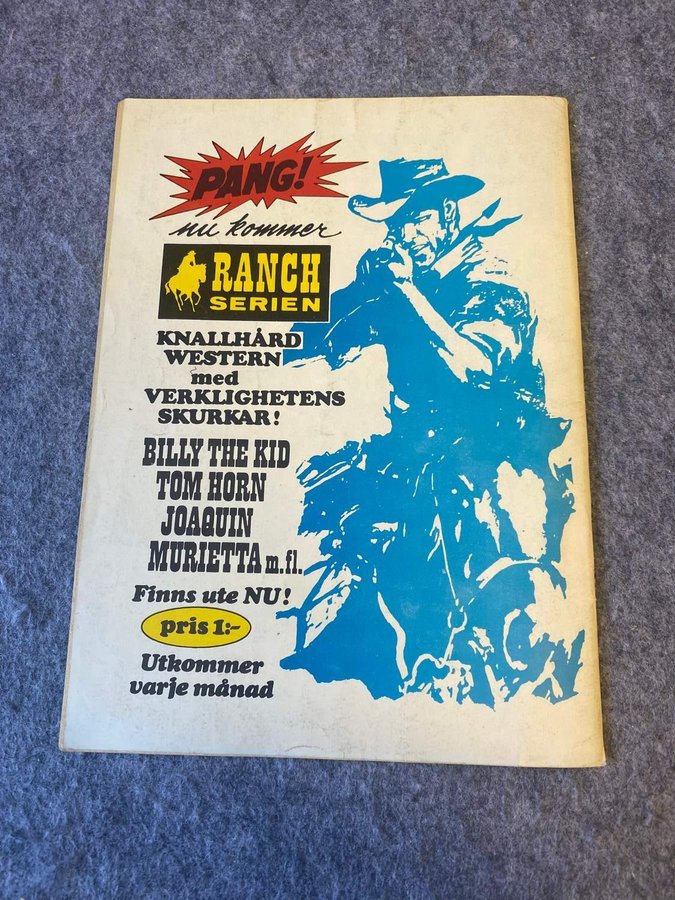 PANG!
nu kommer
RANCH
SERIEN
KNALLHÅRD
WESTERN
med
VERKLIGHETENS
SKURKAR!
BILLY THE KID
TOM HORN
JOAQUIN
MURIETTA m.fl.
Finns ute NU!
pris 1:-
Utkommer
varje månad